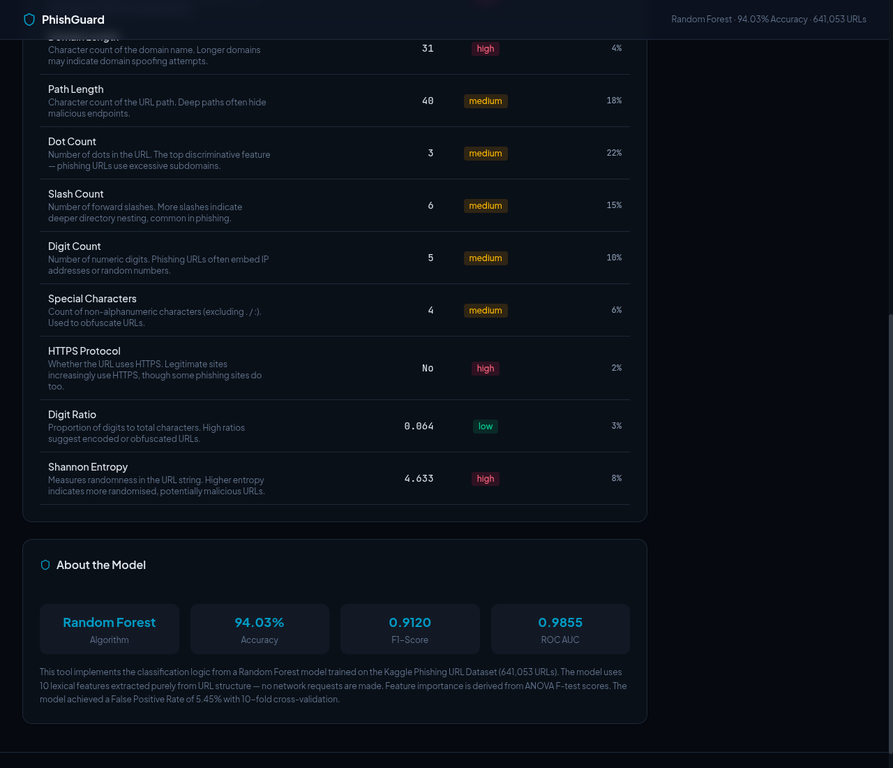 PhishGuard
Random Forest · 94.03% Accuracy · 641,053 URLs
Domain Length
Character count of the domain name. Longer domains
may indicate domain spoofing attempts.
31
high
4%
Path Length
Character count of the URL path. Deep paths often hide
malicious endpoints.
40
medium
18%
Dot Count
Number of dots in the URL. The top discriminative feature
— phishing URLs use excessive subdomains.
3
medium
22%
Slash Count
Number of forward slashes. More slashes indicate
deeper directory nesting, common in phishing.
6
medium
15%
Digit Count
Number of numeric digits. Phishing URLs often embed IP
addresses or random numbers.
5
medium
10%
Special Characters
Count of non-alphanumeric characters (excluding . / :).
Used to obfuscate URLs.
4
medium
6%
HTTPS Protocol
Whether the URL uses HTTPS. Legitimate sites
increasingly use HTTPS, though some phishing sites do
too.
No
high
2%
Digit Ratio
Proportion of digits to total characters. High ratios
suggest encoded or obfuscated URLs.
0.064
low
3%
Shannon Entropy
Measures randomness in the URL string. Higher entropy
indicates more randomised, potentially malicious URLs.
4.633
high
8%
About the Model
Random Forest
Algorithm
94.03%
Accuracy
0.9120
F1-Score
0.9855
ROC AUC
This tool implements the classification logic from a Random Forest model trained on the Kaggle Phishing URL Dataset (641,053 URLs). The model uses
10 lexical features extracted purely from URL structure — no network requests are made. Feature importance is derived from ANOVA F-test scores. The
model achieved a False Positive Rate of 5.45% with 10-fold cross-validation.